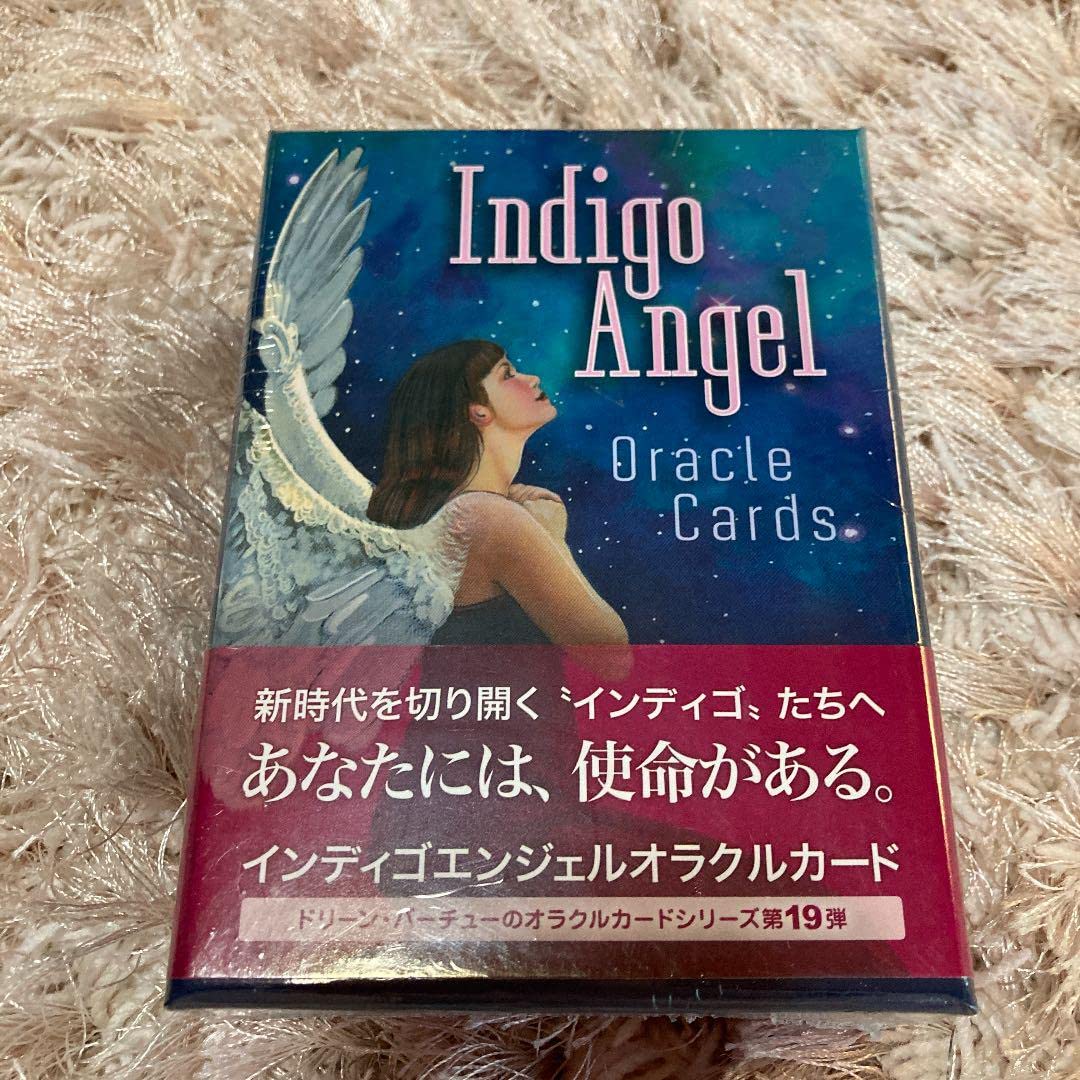 Indigo
Angel
Oracle
Cards
新時代を切り開く〝インディゴ〟たちへ
あなたには、使命がある。
インディゴエンジェルオラクルカード
ドリーン・バーチューのオラクルカードシリーズ第19弾